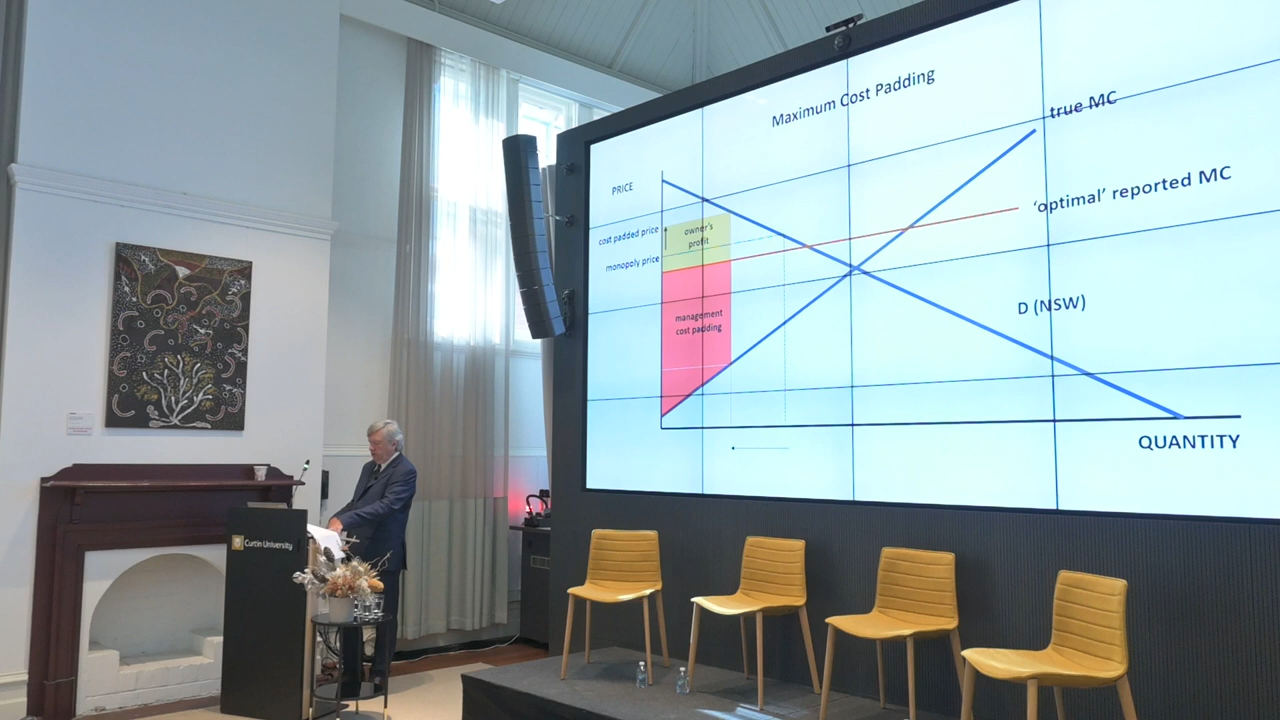 Maximum Cost Padding
true MC
PRICE
'optimal' reported MC
cost padded price
owner's
profit
monopoly price
management
cost padding
D (NSW)
QUANTITY
Curtin University